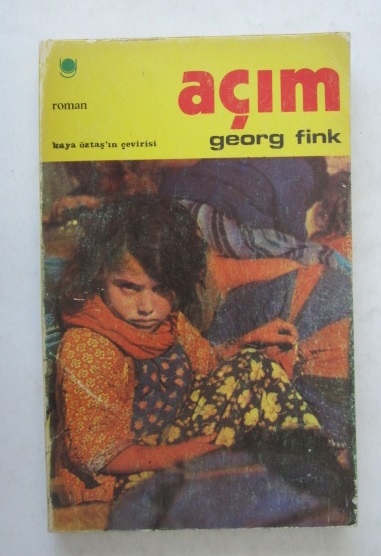 roman
açım
kaya öztaş'ın çevirisi
georg fink